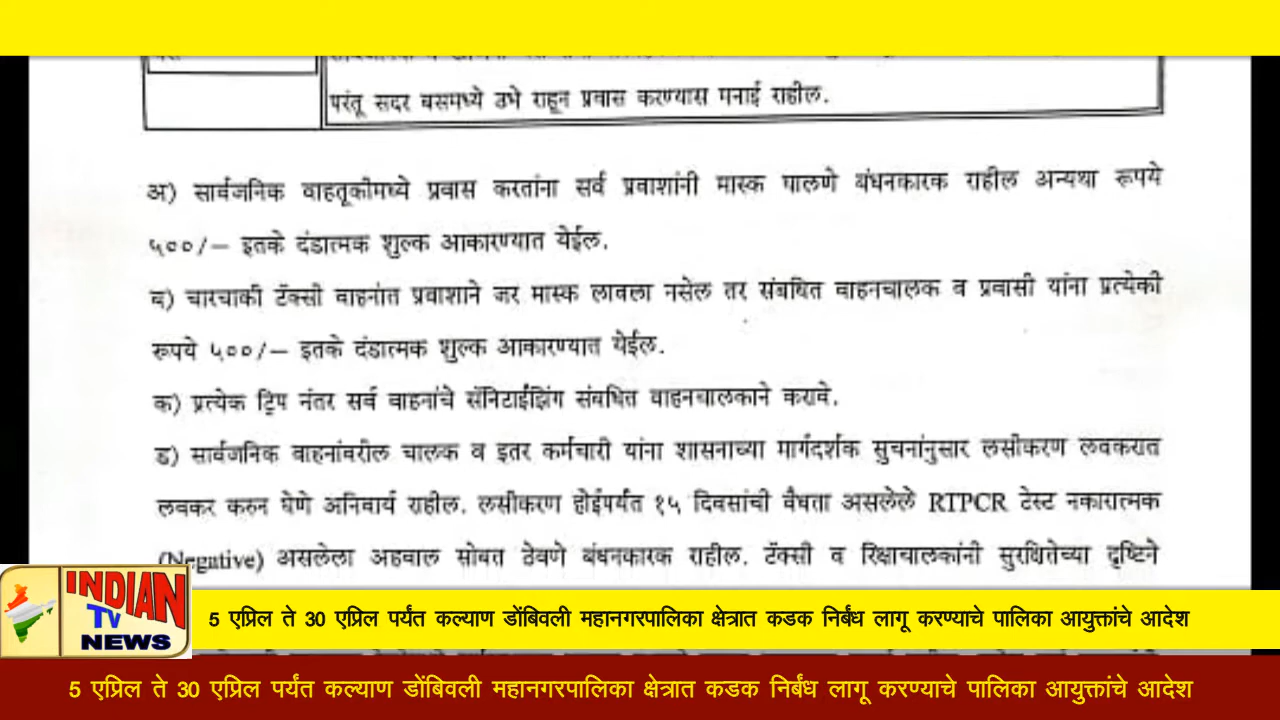 परंतू सदर बसमध्ये उभे राहून प्रवास करण्यास मनाई राहील.
अ) सार्वजनिक वाहतूकीमध्ये प्रवास करतांना सर्व प्रवाशांनी मास्क घालणे बंधनकारक राहील अन्यथा रूपये
५००/– इतके दंडात्मक शुल्क आकारण्यात येईल.
ब) चारचाकी टॅक्सी वाहनांत प्रवाशाने जर मास्क लावला नसेल तर संबधित वाहनचालक व प्रवासी यांना प्रत्येकी
रूपये ५००/– इतके दंडात्मक शुल्क आकारण्यात येईल.
क) प्रत्येक ट्रिप नंतर सर्व वाहनांचे सॅनिटाईझिंग संबधित वाहनचालकाने करावे.
ड) सार्वजनिक वाहनांवरील चालक व इतर कर्मचारी यांना शासनाच्या मार्गदर्शक सुचनांनुसार लसीकरण लवकरात
लवकर करुन घेणे अनिवार्य राहील. लसीकरण होईपर्यंत १५ दिवसांची वैधता असलेले RTPCR टेस्ट नकारात्मक
(Negative) असलेला अहवाल सोबत ठेवणे बंधनकारक राहील. टॅक्सी व रिक्षाचालकांनी सुरक्षितेच्या दृष्टिने
INDIAN
TV
NEWS
5 एप्रिल ते 30 एप्रिल पर्यंत कल्याण डोंबिवली महानगरपालिका क्षेत्रात कडक निर्बंध लागू करण्याचे पालिका आयुक्तांचे आदेश
5 एप्रिल ते 30 एप्रिल पर्यंत कल्याण डोंबिवली महानगरपालिका क्षेत्रात कडक निर्बंध लागू करण्याचे पालिका आयुक्तांचे आदेश